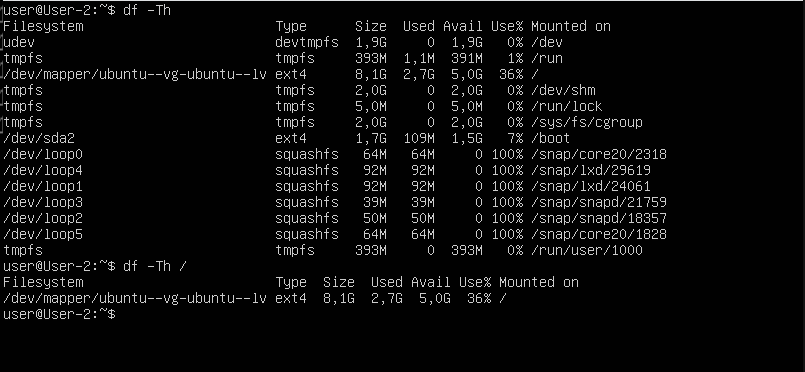 user@User-2:~$ df -Th
Filesystem                        Type      Size  Used Avail Use% Mounted on
udev                              devtmpfs  1,9G     0  1,9G   0% /dev
tmpfs                             tmpfs     393M  1,1M  391M   1% /run
/dev/mapper/ubuntu--vg-ubuntu--lv ext4      8,1G  2,7G  5,0G  36% /
tmpfs                             tmpfs     2,0G     0  2,0G   0% /dev/shm
tmpfs                             tmpfs     5,0M     0  5,0M   0% /run/lock
tmpfs                             tmpfs     2,0G     0  2,0G   0% /sys/fs/cgroup
/dev/sda2                         ext4      1,7G  109M  1,5G   7% /boot
/dev/loop0                        squashfs   64M   64M     0 100% /snap/core20/2318
/dev/loop4                        squashfs   92M   92M     0 100% /snap/lxd/29619
/dev/loop1                        squashfs   92M   92M     0 100% /snap/lxd/24061
/dev/loop3                        squashfs   39M   39M     0 100% /snap/snapd/21759
/dev/loop2                        squashfs   50M   50M     0 100% /snap/snapd/18357
/dev/loop5                        squashfs   64M   64M     0 100% /snap/core20/1828
tmpfs                             tmpfs     393M     0  393M   0% /run/user/1000
user@User-2:~$ df -Th /
Filesystem                        Type  Size  Used Avail Use% Mounted on
/dev/mapper/ubuntu--vg-ubuntu--lv ext4  8,1G  2,7G  5,0G  36% /
user@User-2:~$